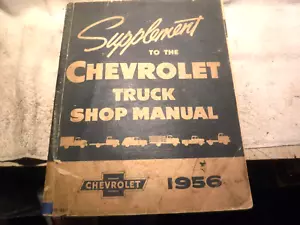 Supplement
TO THE
CHEVROLET
TRUCK
SHOP MANUAL
CHEVROLET
1956